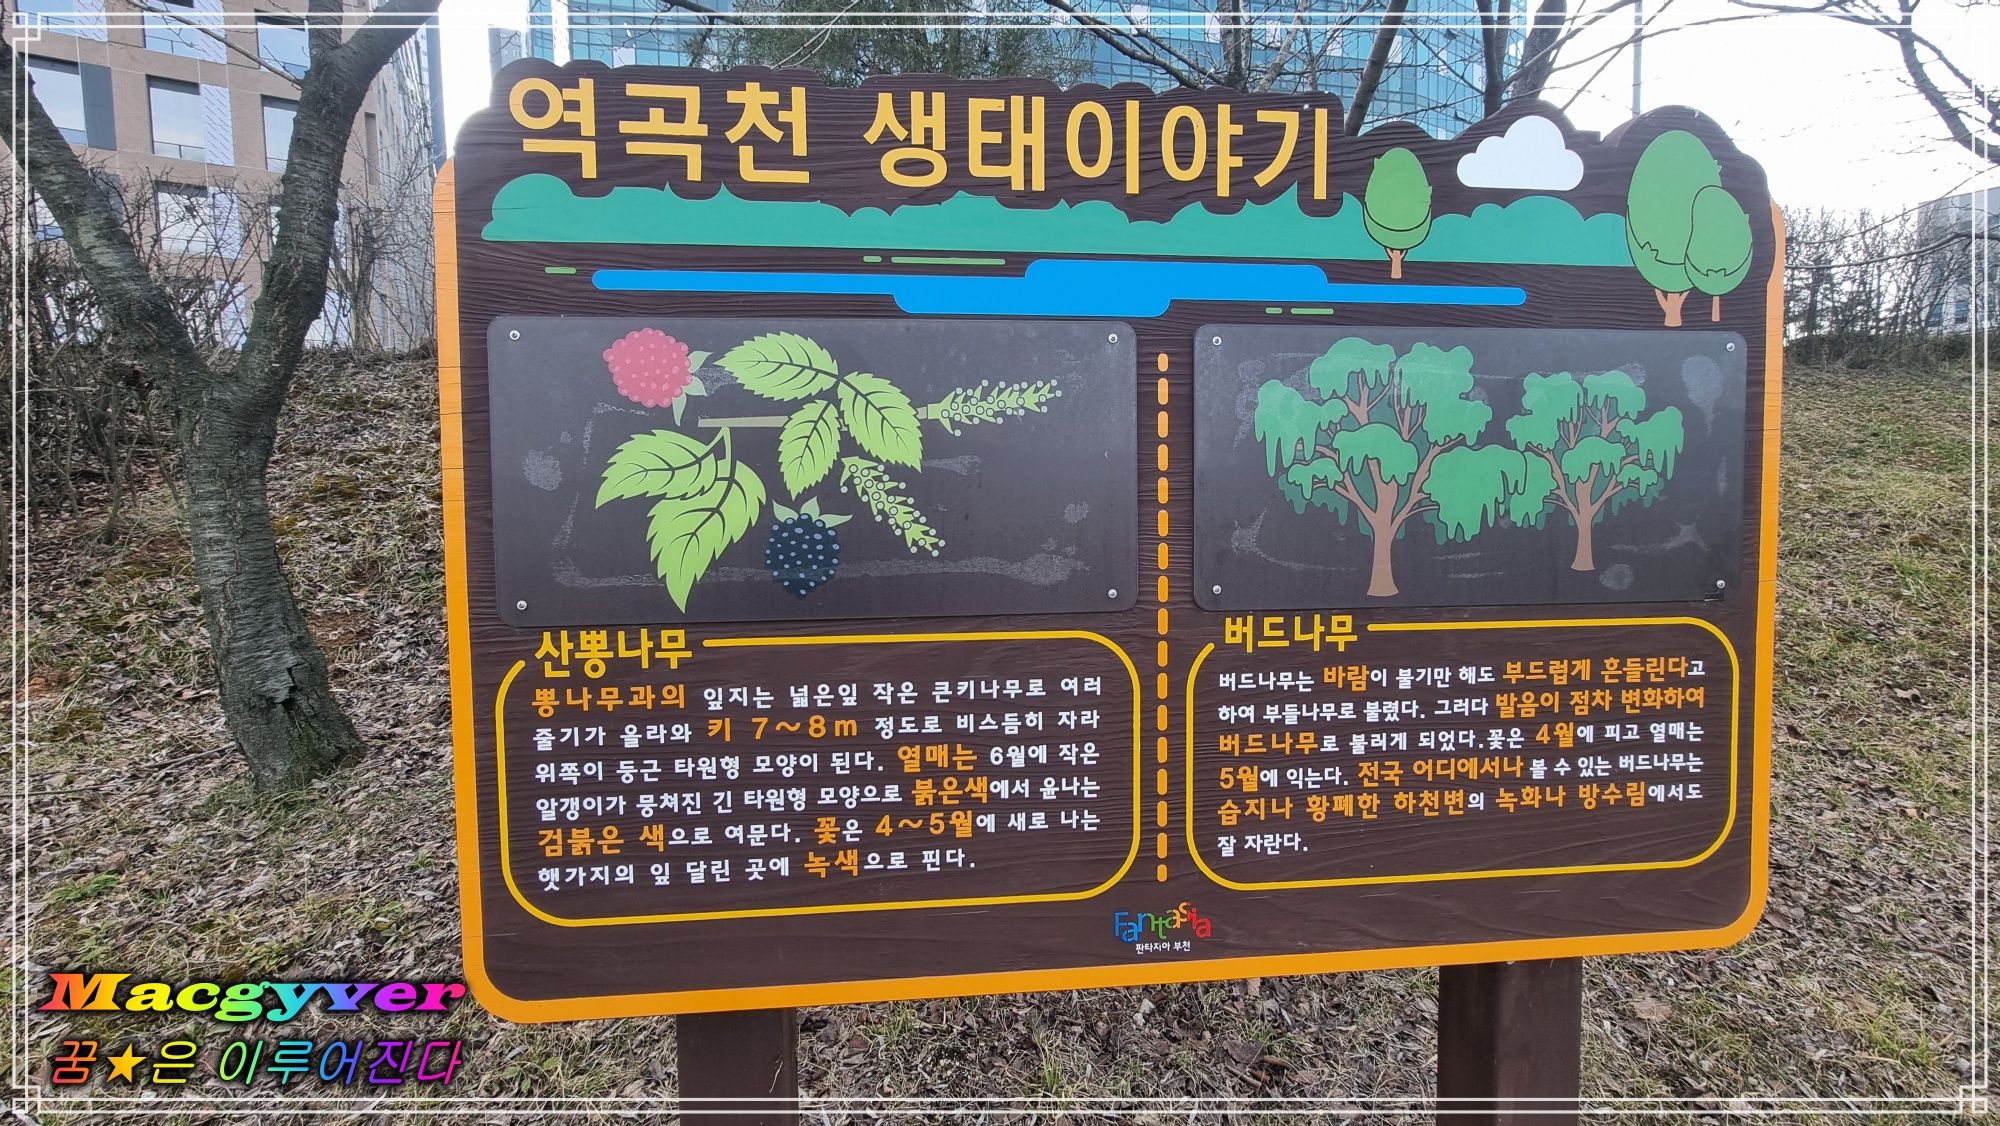 역곡천 생태이야기
산뽕나무
뽕나무과의 잎지는 넓은잎 작은 큰키나무로 여러
줄기가 올라와 키 7~8m 정도로 비스듬히 자라
위쪽이 둥근 타원형 모양이 된다. 열매는 6월에 작은
알갱이가 뭉쳐진 긴 타원형 모양으로 붉은색에서 윤나는
검붉은 색으로 여문다. 꽃은 4~5월에 새로 나는
햇가지의 잎 달린 곳에 녹색으로 핀다.
버드나무
버드나무는 바람이 불기만 해도 부드럽게 흔들린다고
하여 부들나무로 불렸다. 그러다 발음이 점차 변화하여
버드나무로 불러게 되었다.꽃은 4월에 피고 열매는
5월에 익는다. 전국 어디에서나 볼 수 있는 버드나무는
습지나 황폐한 하천변의 녹화나 방수림에서도
잘 자란다.
Fantasia
판타지아 부천
Macgyver
꿈★은 이루어진다